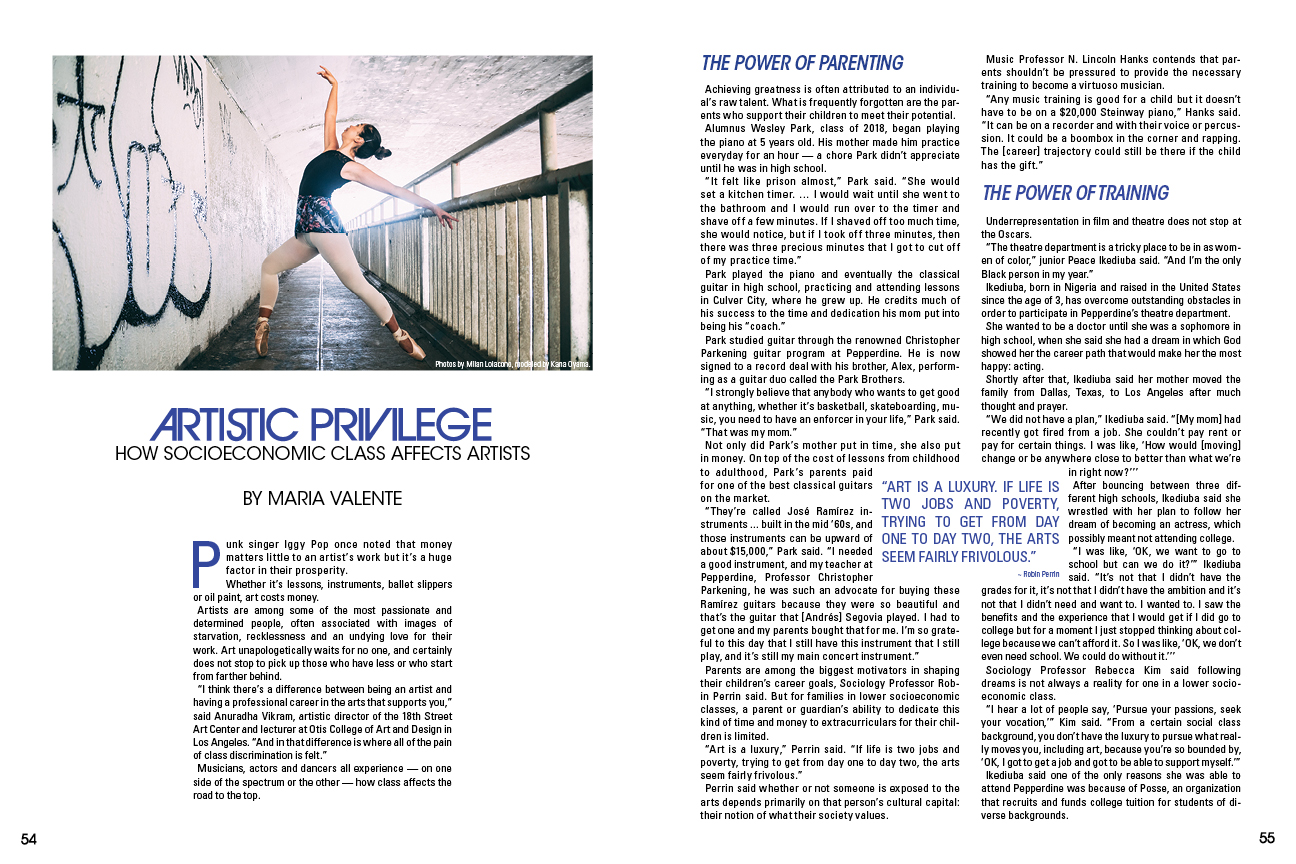 Photos by Milan Loiacono, modeled by Kana Oyama.
ARTISTIC PRIVILEGE
HOW SOCIOECONOMIC CLASS AFFECTS ARTISTS
BY MARIA VALENTE
Punk singer Iggy Pop once noted that money
matters little to an artist’s work but it’s a huge
factor in their prosperity.
Whether it’s lessons, instruments, ballet slippers
or oil paint, art costs money.
Artists are among some of the most passionate and
determined people, often associated with images of
starvation, recklessness and an undying love for their
work. Art unapologetically waits for no one, and certainly
does not stop to pick up those who have less or who start
from farther behind.
“I think there’s a difference between being an artist and
having a professional career in the arts that supports you,”
said Anuradha Vikram, artistic director of the 18th Street
Art Center and lecturer at Otis College of Art and Design in
Los Angeles. “And in that difference is where all of the pain
of class discrimination is felt.”
Musicians, actors and dancers all experience — on one
side of the spectrum or the other — how class affects the
road to the top.
54
THE POWER OF PARENTING
Achieving greatness is often attributed to an individu-
al’s raw talent. What is frequently forgotten are the par-
ents who support their children to meet their potential.
Alumnus Wesley Park, class of 2018, began playing
the piano at 5 years old. His mother made him practice
everyday for an hour — a chore Park didn’t appreciate
until he was in high school.
“It felt like prison almost,” Park said. “She would
set a kitchen timer. … I would wait until she went to
the bathroom and I would run over to the timer and
shave off a few minutes. If I shaved off too much time,
she would notice, but if I took off three minutes, then
there was three precious minutes that I got to cut off
of my practice time.”
Park played the piano and eventually the classical
guitar in high school, practicing and attending lessons
in Culver City, where he grew up. He credits much of
his success to the time and dedication his mom put into
being his “coach.”
Park studied guitar through the renowned Christopher
Parkening guitar program at Pepperdine. He is now
signed to a record deal with his brother, Alex, perform-
ing as a guitar duo called the Park Brothers.
“I strongly believe that anybody who wants to get good
at anything, whether it’s basketball, skateboarding, mu-
sic, you need to have an enforcer in your life,” Park said.
“That was my mom.”
Not only did Park’s mother put in time, she also put
in money. On top of the cost of lessons from childhood
to adulthood, Park’s parents paid
for one of the best classical guitars
on the market.
“They’re called José Ramírez in-
struments ... built in the mid ’60s, and
those instruments can be upward of
about $15,000,” Park said. “I needed
a good instrument, and my teacher at
Pepperdine, Professor Christopher
Parkening, he was such an advocate for buying these
Ramírez guitars because they were so beautiful and
that’s the guitar that [Andrés] Segovia played. I had to
get one and my parents bought that for me. I’m so grate-
ful to this day that I still have this instrument that I still
play, and it’s still my main concert instrument.”
Parents are among the biggest motivators in shaping
their children’s career goals, Sociology Professor Rob-
in Perrin said. But for families in lower socioeconomic
classes, a parent or guardian’s ability to dedicate this
kind of time and money to extracurriculars for their chil-
dren is limited.
“Art is a luxury,” Perrin said. “If life is two jobs and
poverty, trying to get from day one to day two, the arts
seem fairly frivolous.”
Perrin said whether or not someone is exposed to the
arts depends primarily on that person’s cultural capital:
their notion of what their society values.
“ART IS A LUXURY. IF LIFE IS
TWO JOBS AND POVERTY,
TRYING TO GET FROM DAY
ONE TO DAY TWO, THE ARTS
SEEM FAIRLY FRIVOLOUS.”
~ Robin Perrin
Music Professor N. Lincoln Hanks contends that par-
ents shouldn’t be pressured to provide the necessary
training to become a virtuoso musician.
“Any music training is good for a child but it doesn’t
have to be on a $20,000 Steinway piano,” Hanks said.
“It can be on a recorder and with their voice or percus-
sion. It could be a boombox in the corner and rapping.
The [career] trajectory could still be there if the child
has the gift.”
THE POWER OF TRAINING
Underrepresentation in film and theatre does not stop at
the Oscars.
“The theatre department is a tricky place to be in as wom-
en of color,” junior Peace Ikediuba said. “And I’m the only
Black person in my year.”
Ikediuba, born in Nigeria and raised in the United States
since the age of 3, has overcome outstanding obstacles in
order to participate in Pepperdine’s theatre department.
She wanted to be a doctor until she was a sophomore in
high school, when she said she had a dream in which God
showed her the career path that would make her the most
happy: acting.
Shortly after that, Ikediuba said her mother moved the
family from Dallas, Texas, to Los Angeles after much
thought and prayer.
“We did not have a plan,” Ikediuba said. “[My mom] had
recently got fired from a job. She couldn’t pay rent or
pay for certain things. I was like, ‘How would [moving]
change or be anywhere close to better than what we’re
in right now?’”
After bouncing between three dif-
ferent high schools, Ikediuba said she
wrestled with her plan to follow her
dream of becoming an actress, which
possibly meant not attending college.
“I was like, ‘OK, we want to go to
school but can we do it?’” Ikediuba
said. “It’s not that I didn’t have the
grades for it, it’s not that I didn’t have the ambition and it’s
not that I didn’t need and want to. I wanted to. I saw the
benefits and the experience that I would get if I did go to
college but for a moment I just stopped thinking about col-
lege because we can’t afford it. So I was like, ‘OK, we don’t
even need school. We could do without it.’”
Sociology Professor Rebecca Kim said following
dreams is not always a reality for one in a lower socio-
economic class.
“I hear a lot of people say, ‘Pursue your passions, seek
your vocation,’” Kim said. “From a certain social class
background, you don’t have the luxury to pursue what real-
ly moves you, including art, because you’re so bounded by,
‘OK, I got to get a job and got to be able to support myself.’”
Ikediuba said one of the only reasons she was able to
attend Pepperdine was because of Posse, an organization
that recruits and funds college tuition for students of di-
verse backgrounds.
55